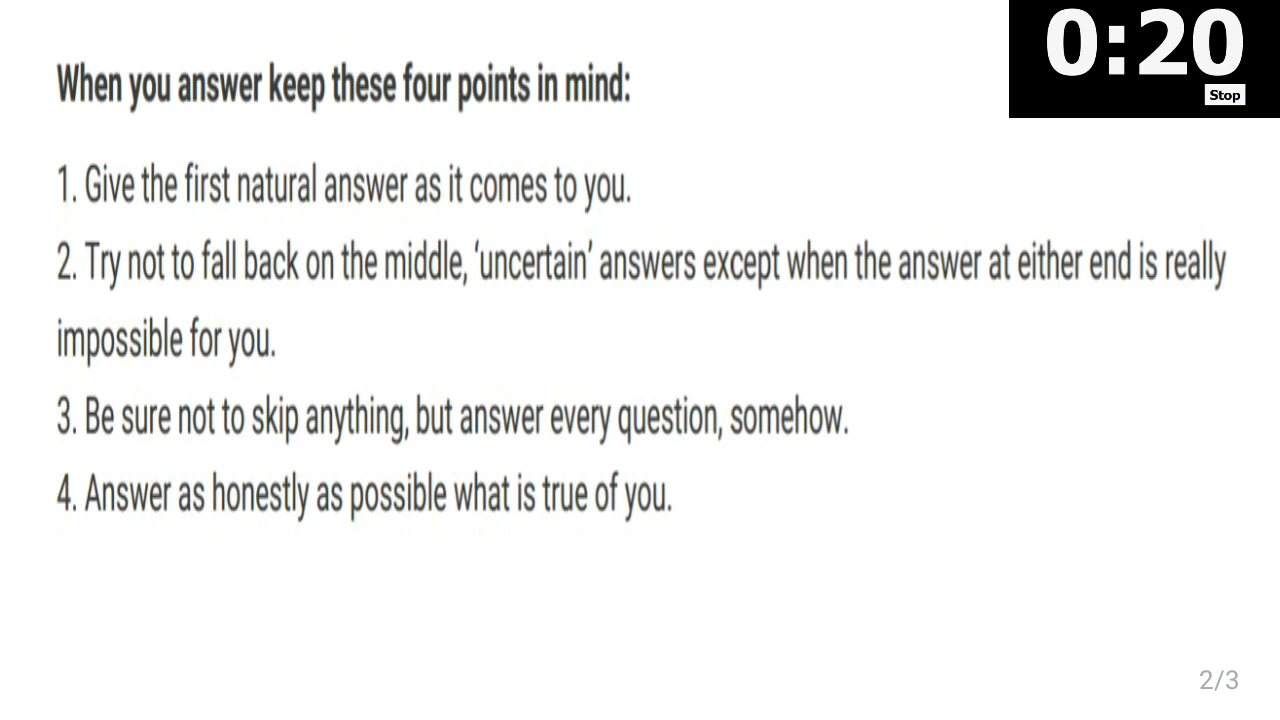 0:20
Stop
When you answer keep these four points in mind:
1. Give the first natural answer as it comes to you.
2. Try not to fall back on the middle, ‘uncertain’ answers except when the answer at either end is really
impossible for you.
3. Be sure not to skip anything, but answer every question, somehow.
4. Answer as honestly as possible what is true of you.
2/3